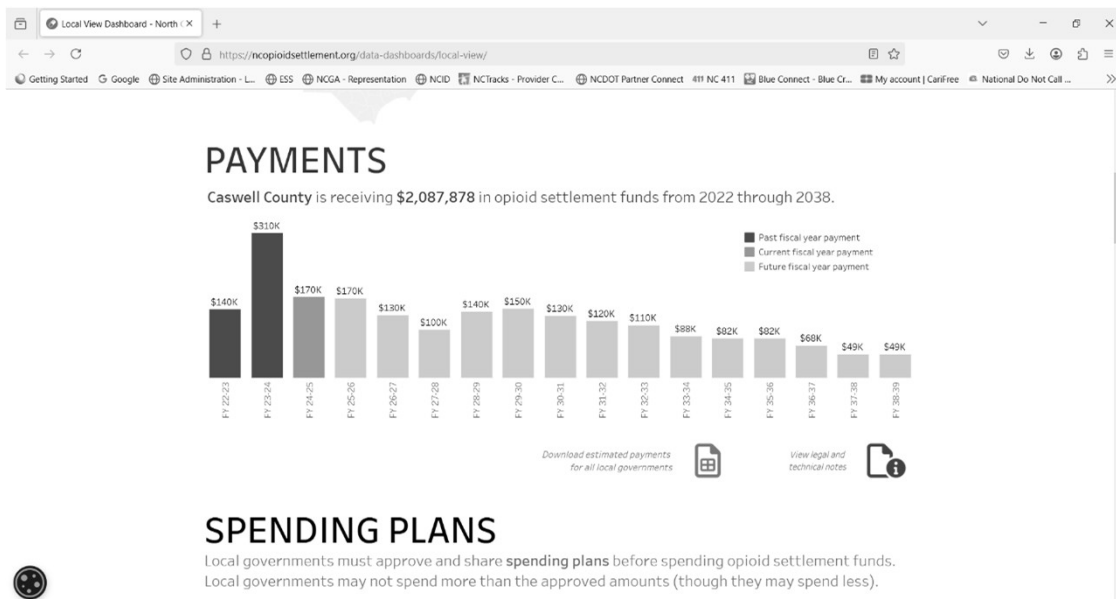 Local View Dashboard - North C
https://ncopioidsettlement.org/data-dashboards/local-view/
Getting Started Google Site Administration - L... ESS NCGA - Representation NCID NCTracks - Provider C... NCDOT Partner Connect 411 NC 411 Blue Connect - Blue Cr... My account | CariFree National Do Not Call ...
PAYMENTS
Caswell County is receiving $2,087,878 in opioid settlement funds from 2022 through 2038.
$310K
Past fiscal year payment
Current fiscal year payment
Future fiscal year payment
$140K $170K $170K $130K $100K $140K $150K $130K $120K $110K $88K $82K $82K $68K $49K $49K
FY 22-23 FY 23-24 FY 24-25 FY 25-26 FY 26-27 FY 27-28 FY 28-29 FY 29-30 FY 30-31 FY 31-32 FY 32-33 FY 33-34 FY 34-35 FY 35-36 FY 36-37 FY 37-38 FY 38-39
Download estimated payments
for all local governments
View legal and
technical notes
SPENDING PLANS
Local governments must approve and share spending plans before spending opioid settlement funds.
Local governments may not spend more than the approved amounts (though they may spend less).